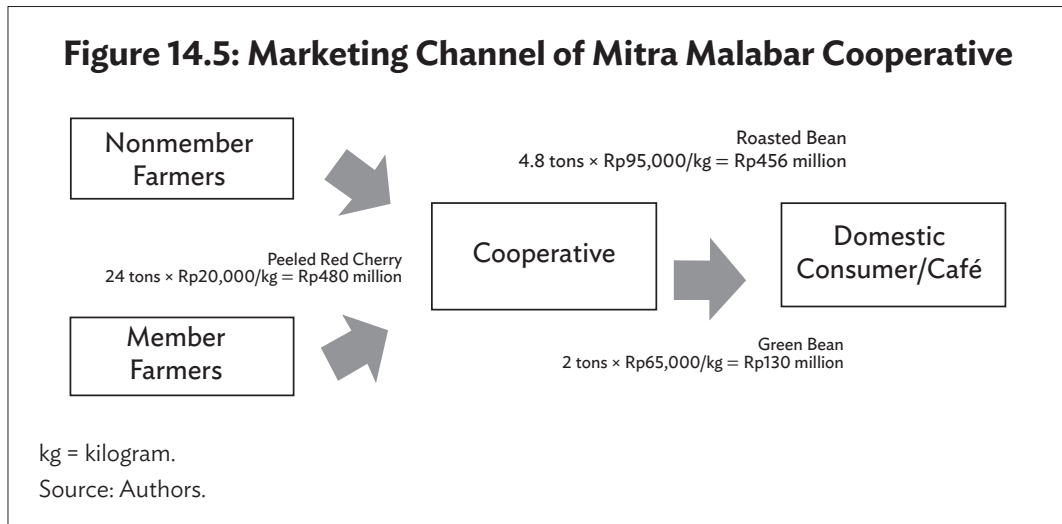 Figure 14.5: Marketing Channel of Mitra Malabar Cooperative
Nonmember
Farmers
Roasted Bean
4.8 tons × Rp95,000/kg = Rp456 million
Peeled Red Cherry
24 tons × Rp20,000/kg = Rp480 million
Cooperative
Domestic
Consumer/Café
Member
Farmers
Green Bean
2 tons × Rp65,000/kg = Rp130 million
kg = kilogram.
Source: Authors.